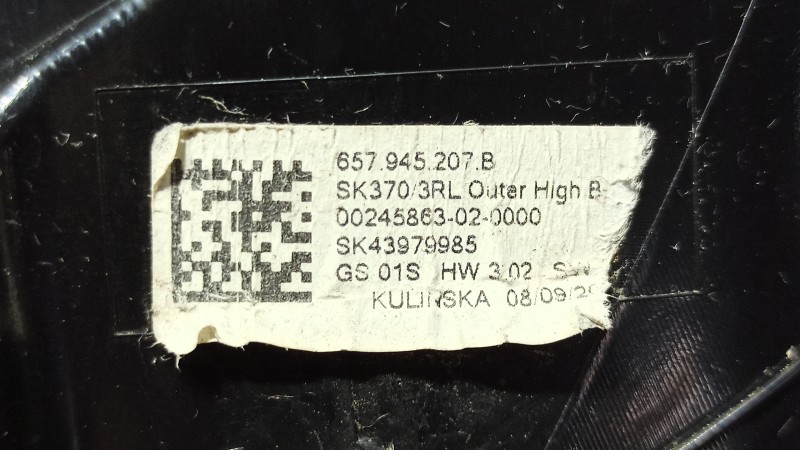 657.945.207.B
SK370/3RL Outer High B
00245863-02-0000
SK43979985
GS 01S HW 3.02
KULINSKA 08/09/2